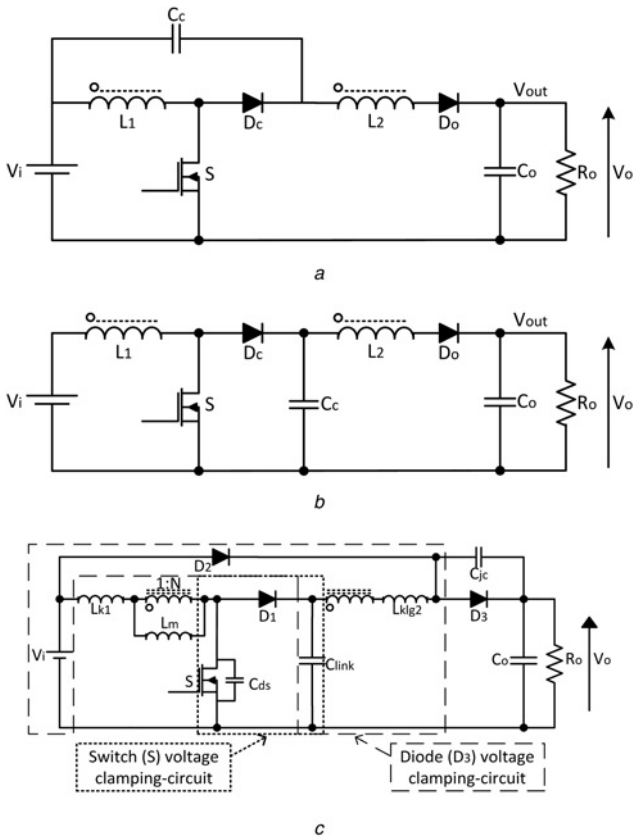 Cc
L1
Dc
L2
Do
Vout
Vi
S
Co
Ro
Vo
a
L1
Dc
L2
Do
Vout
Vi
S
Cc
Co
Ro
Vo
b
D2
Cjc
1:N
Lk1
Lm
D1
Lklg2
D3
Vi
S
Cds
Clink
Co
Ro
Vo
Switch (S) voltage
clamping-circuit
Diode (D3) voltage
clamping-circuit
c